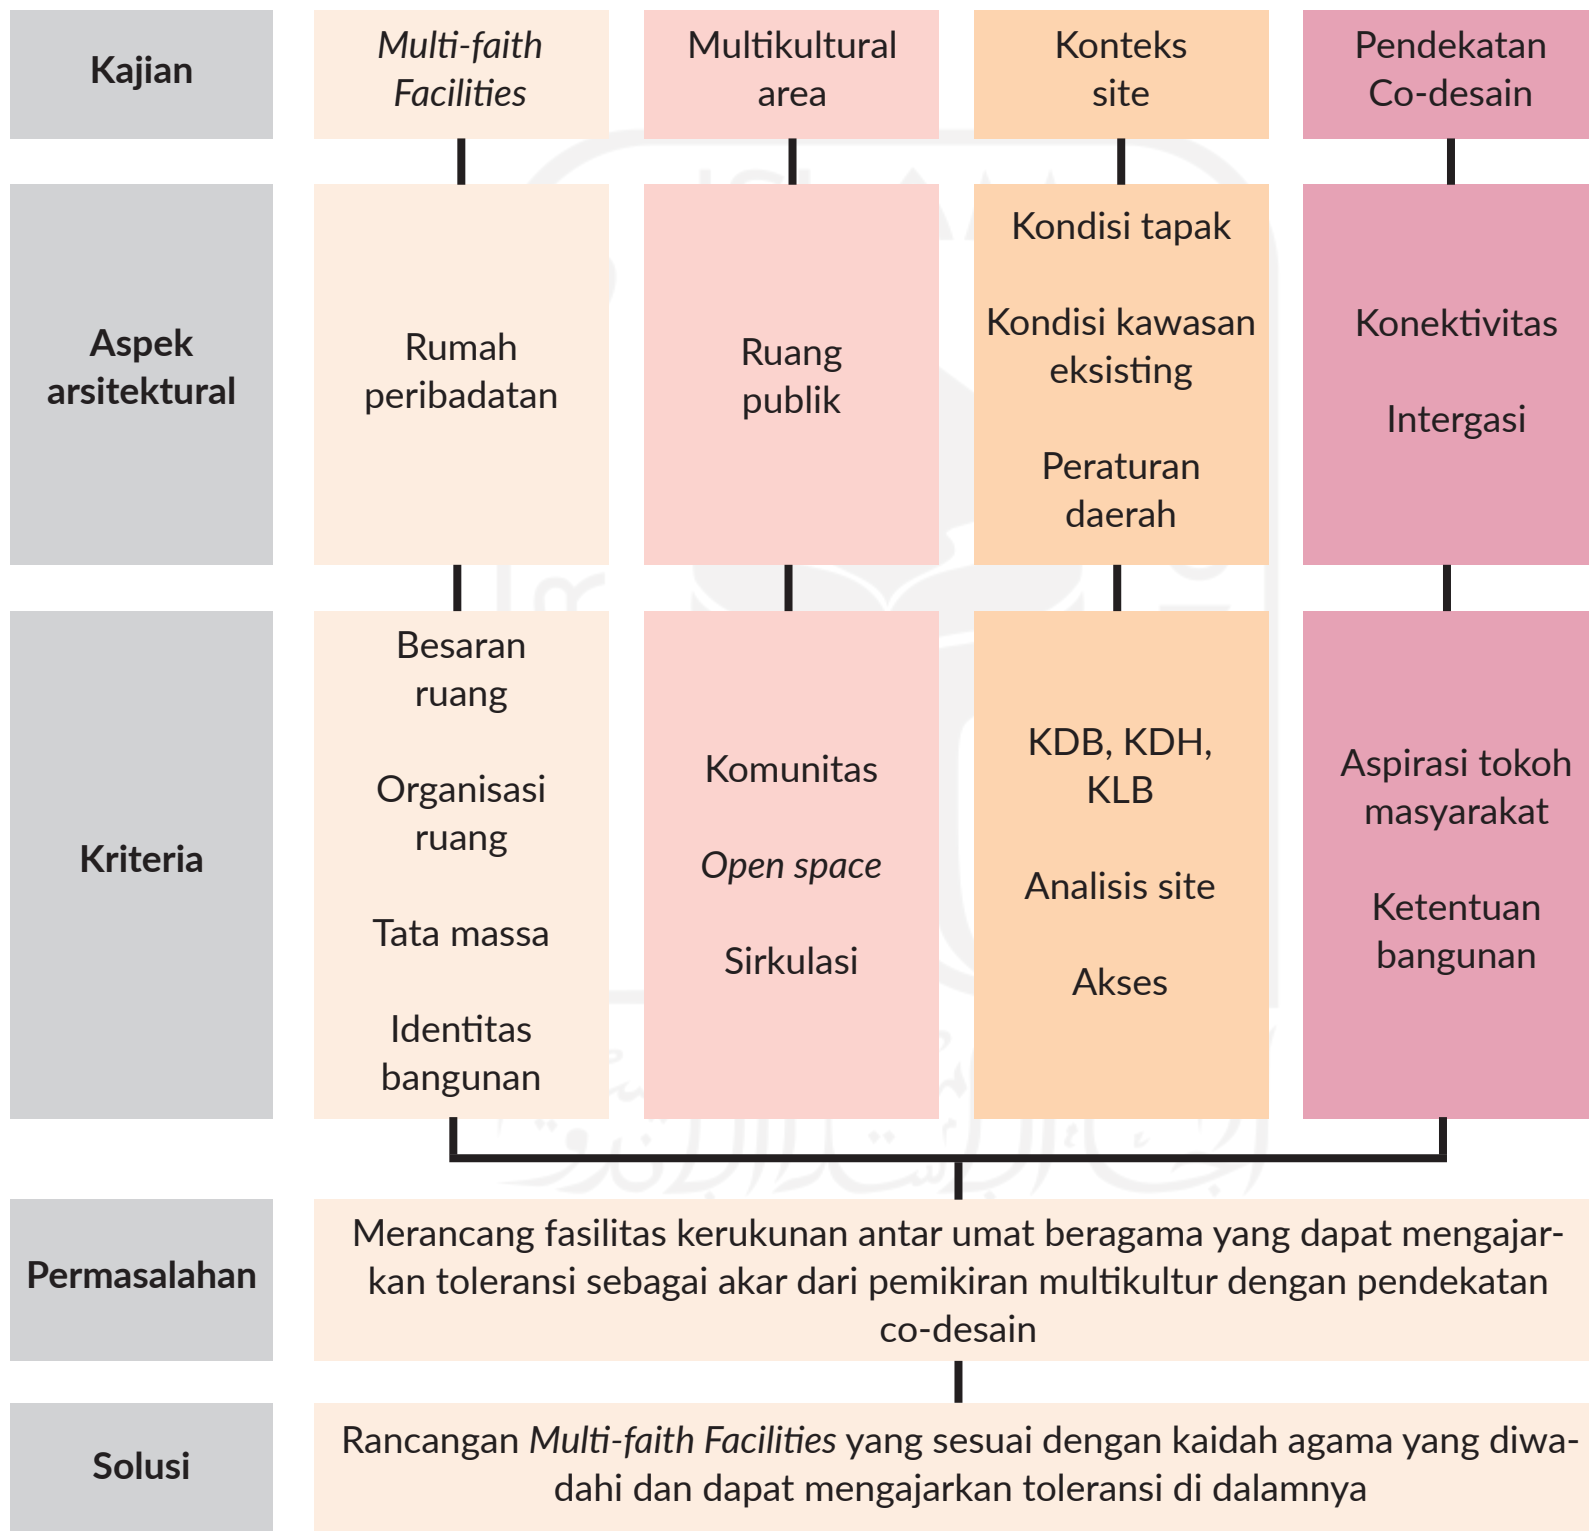 Kajian
Multi-faith
Facilities
Multikultural
area
Konteks
site
Pendekatan
Co-desain
Aspek
arsitektural
Rumah
peribadatan
Ruang
publik
Kondisi tapak
Kondisi kawasan
eksisting
Peraturan
daerah
Konektivitas
Intergasi
Kriteria
Besaran
ruang
Organisasi
ruang
Tata massa
Identitas
bangunan
Komunitas
Open space
Sirkulasi
KDB, KDH,
KLB
Analisis site
Akses
Aspirasi tokoh
masyarakat
Ketentuan
bangunan
Permasalahan
Merancang fasilitas kerukunan antar umat beragama yang dapat mengajar-
kan toleransi sebagai akar dari pemikiran multikultur dengan pendekatan
co-desain
Solusi
Rancangan Multi-faith Facilities yang sesuai dengan kaidah agama yang diwa-
dahi dan dapat mengajarkan toleransi di dalamnya